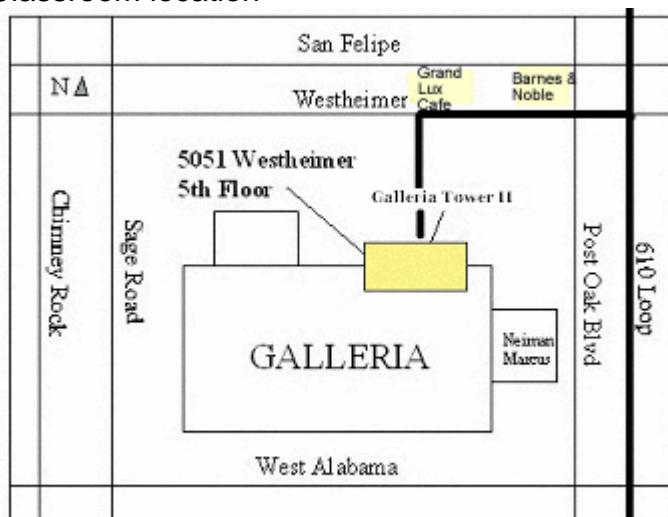 Classroom location
San Felipe
N
Westheimer
Grand
Lux
Cafe
Barnes &
Noble
5051 Westheimer
5th Floor
Galleria Tower II
Chimney Rock
Sage Road
Post Oak Blvd
610 Loop
GALLERIA
Neiman
Marcus
West Alabama